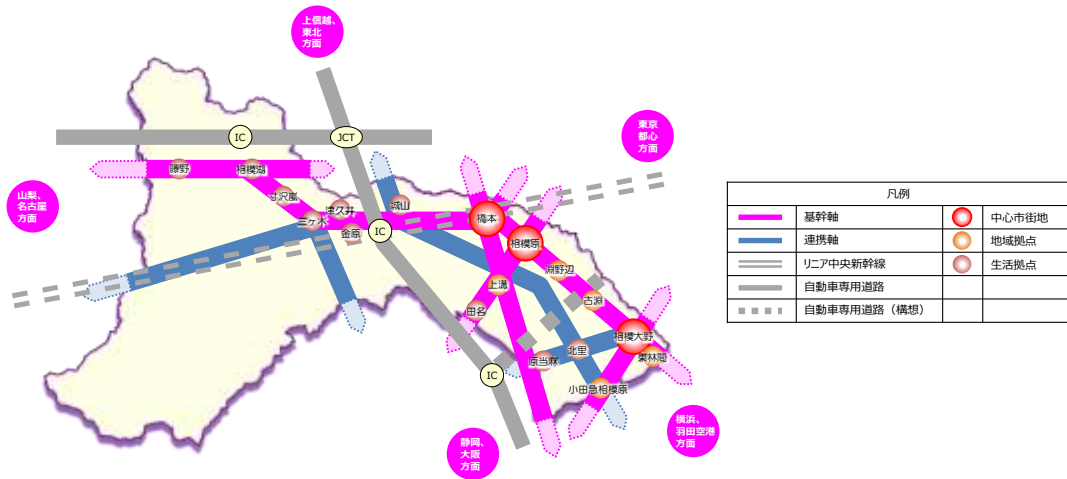 上信越、
東北
方面
東京
都心
方面
山梨、
名古屋
方面
静岡、
大阪
方面
横浜、
羽田空港
方面
IC
JCT
藤野
相模湖
寸沢嵐
津久井
三ヶ木
金原
城山
IC
橋本
相模原
淵野辺
上溝
古淵
田名
相模大野
北里
原当麻
東林間
IC
小田急相模原
凡例
基幹軸
中心市街地
連携軸
地域拠点
リニア中央新幹線
生活拠点
自動車専用道路
自動車専用道路（構想）